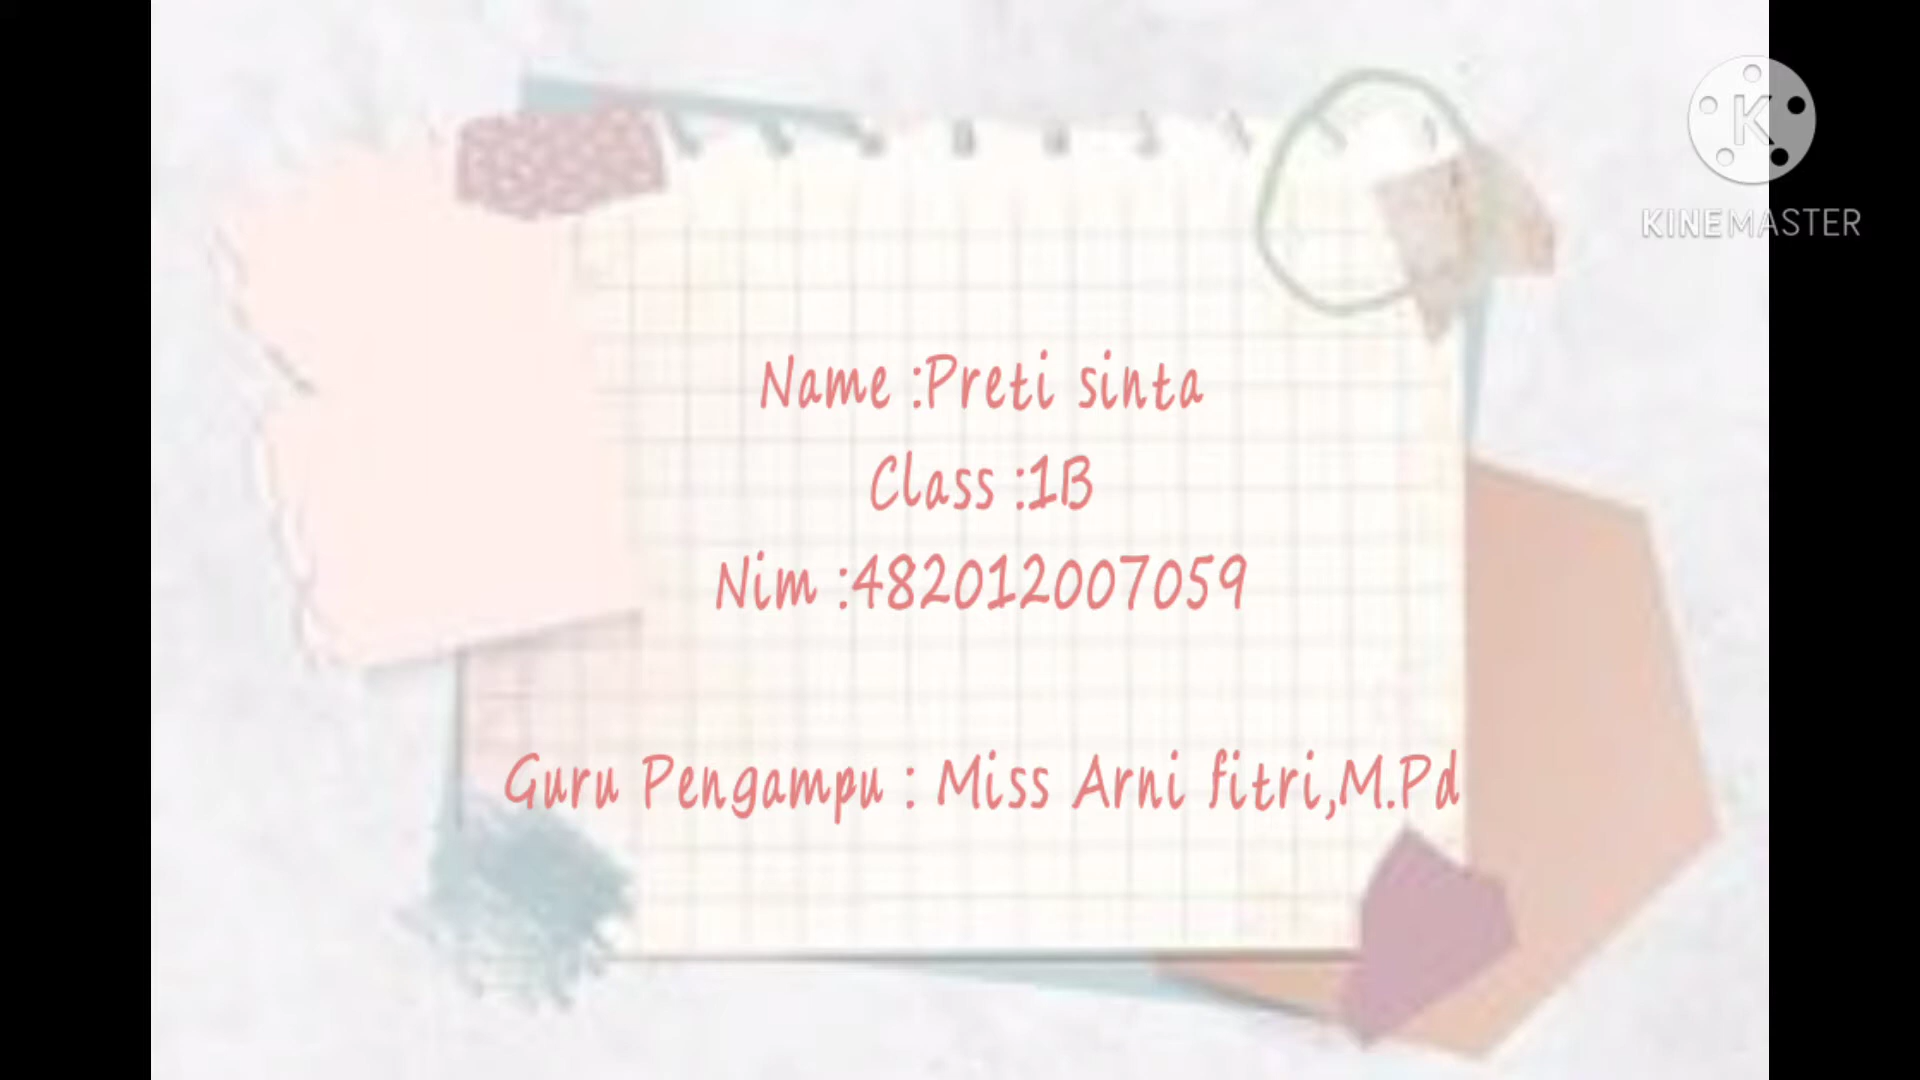 KINEMASTER
Name :Preti sinta
Class :1B
Nim :482012007059
Guru Pengampu : Miss Arni fitri,M.Pd